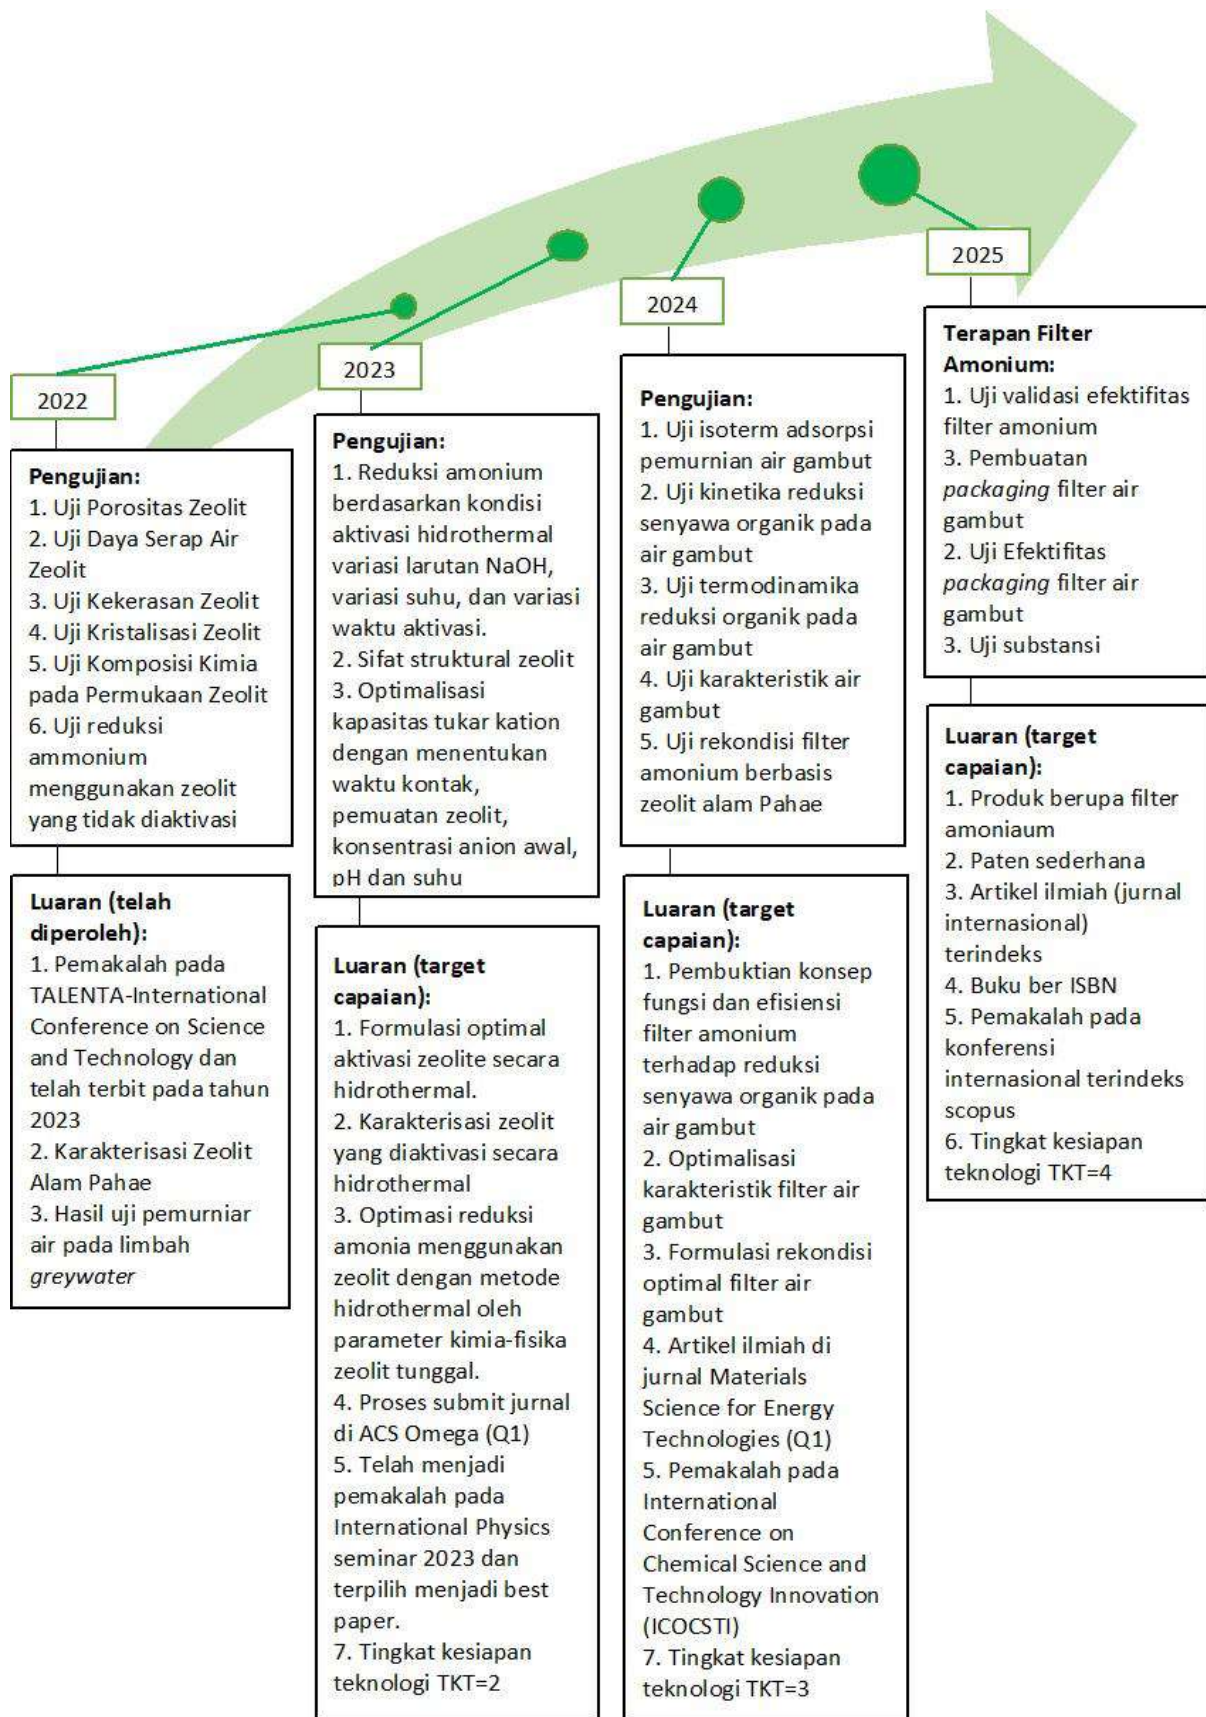 2022
Pengujian:
1. Uji Porositas Zeolit
2. Uji Daya Serap Air
Zeolit
3. Uji Kekerasan Zeolit
4. Uji Kristalisasi Zeolit
5. Uji Komposisi Kimia
pada Permukaan Zeolit
6. Uji reduksi
ammonium
menggunakan zeolit
yang tidak diaktivasi
Luaran (telah
diperoleh):
1. Pemakalah pada
TALENTA-International
Conference on Science
and Technology dan
telah terbit pada tahun
2023
2. Karakterisasi Zeolit
Alam Pahae
3. Hasil uji pemurniar
air pada limbah
greywater
2023
Pengujian:
1. Reduksi amonium
berdasarkan kondisi
aktivasi hidrothermal
variasi larutan NaOH,
variasi suhu, dan variasi
waktu aktivasi.
2. Sifat struktural zeolit
3. Optimalisasi
kapasitas tukar kation
dengan menentukan
waktu kontak,
pemuatan zeolit,
konsentrasi anion awal,
pH dan suhu
Luaran (target
capaian):
1. Formulasi optimal
aktivasi zeolite secara
hidrothermal.
2. Karakterisasi zeolit
yang diaktivasi secara
hidrothermal
3. Optimasi reduksi
amonia menggunakan
zeolit dengan metode
hidrothermal oleh
parameter kimia-fisika
zeolit tunggal.
4. Proses submit jurnal
di ACS Omega (Q1)
5. Telah menjadi
pemakalah pada
International Physics
seminar 2023 dan
terpilih menjadi best
paper.
7. Tingkat kesiapan
teknologi TKT=2
2024
Pengujian:
1. Uji isoterm adsorpsi
pemurnian air gambut
2. Uji kinetika reduksi
senyawa organik pada
air gambut
3. Uji termodinamika
reduksi organik pada
air gambut
4. Uji karakteristik air
gambut
5. Uji rekondisi filter
amonium berbasis
zeolit alam Pahae
Luaran (target
capaian):
1. Pembuktian konsep
fungsi dan efisiensi
filter amonium
terhadap reduksi
senyawa organik pada
air gambut
2. Optimalisasi
karakteristik filter air
gambut
3. Formulasi rekondisi
optimal filter air
gambut
4. Artikel ilmiah di
jurnal Materials
Science for Energy
Technologies (Q1)
5. Pemakalah pada
International
Conference on
Chemical Science and
Technology Innovation
(ICOCSTI)
7. Tingkat kesiapan
teknologi TKT=3
2025
Terapan Filter
Amonium:
1. Uji validasi efektifitas
filter amonium
3. Pembuatan
packaging filter air
gambut
2. Uji Efektifitas
packaging filter air
gambut
3. Uji substansi
Luaran (target
capaian):
1. Produk berupa filter
amoniaum
2. Paten sederhana
3. Artikel ilmiah (jurnal
internasional)
terindeks
4. Buku ber ISBN
5. Pemakalah pada
konferensi
internasional terindeks
scopus
6. Tingkat kesiapan
teknologi TKT=4